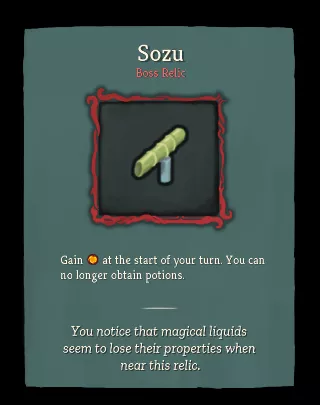 Sozu
Boss Relic
Gain at the start of your turn. You can
no longer obtain potions.
You notice that magical liquids
seem to lose their properties when
near this relic.